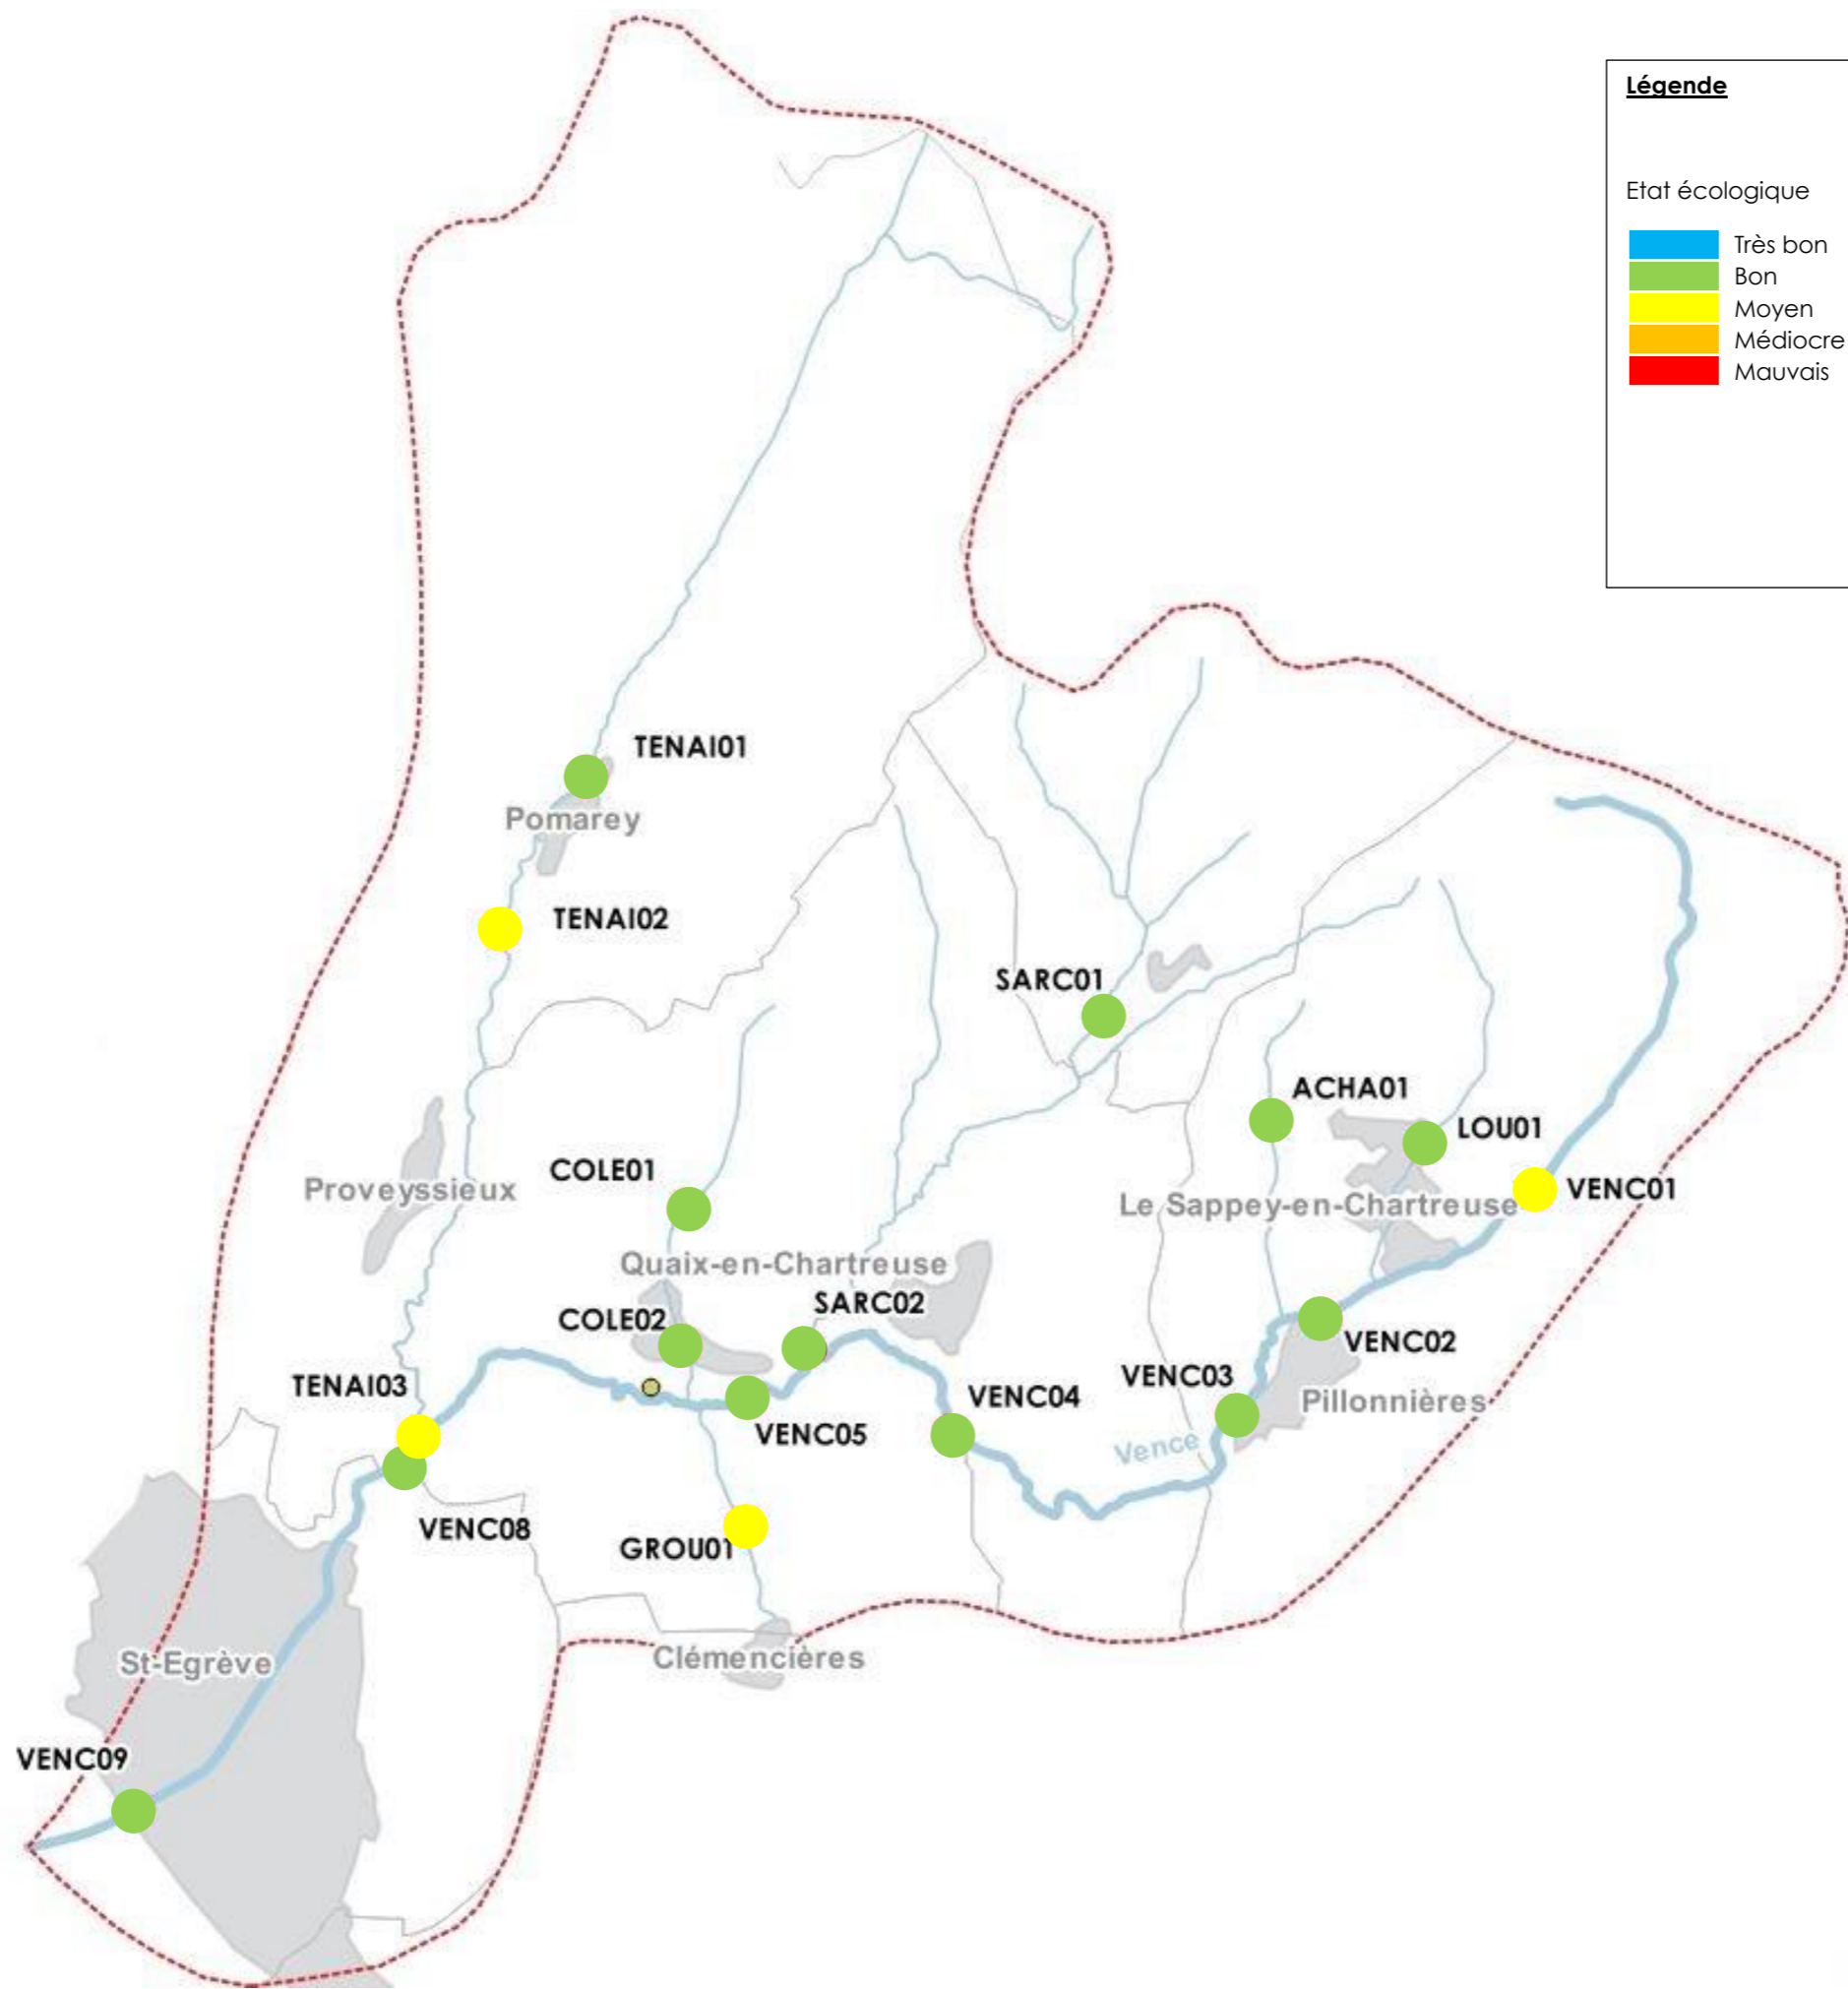 Légende
Etat écologique
Très bon
Bon
Moyen
Médiocre
Mauvais
TENAI01
Pomarey
TENAI02
SARC01
ACHA01
LOU01
COLE01
VENC01
Proveyssieux
Le Sappey-en-Chartreuse
Quaix-en-Chartreuse
SARC02
COLE02
VENC02
VENC03
TENAI03
VENC04
Pillonnières
VENC05
Vence
VENC08
GROU01
Clémencières
St-Egrève
VENC09